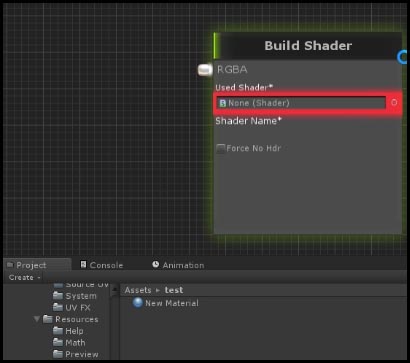 Build Shader
RGBA
Used Shader*
None (Shader)
Shader Name*
Force No Hdr
Project Console Animation
Create
Source UV
Assets ▸ test
System
New Material
UV FX
Resources
Help
Math
Preview